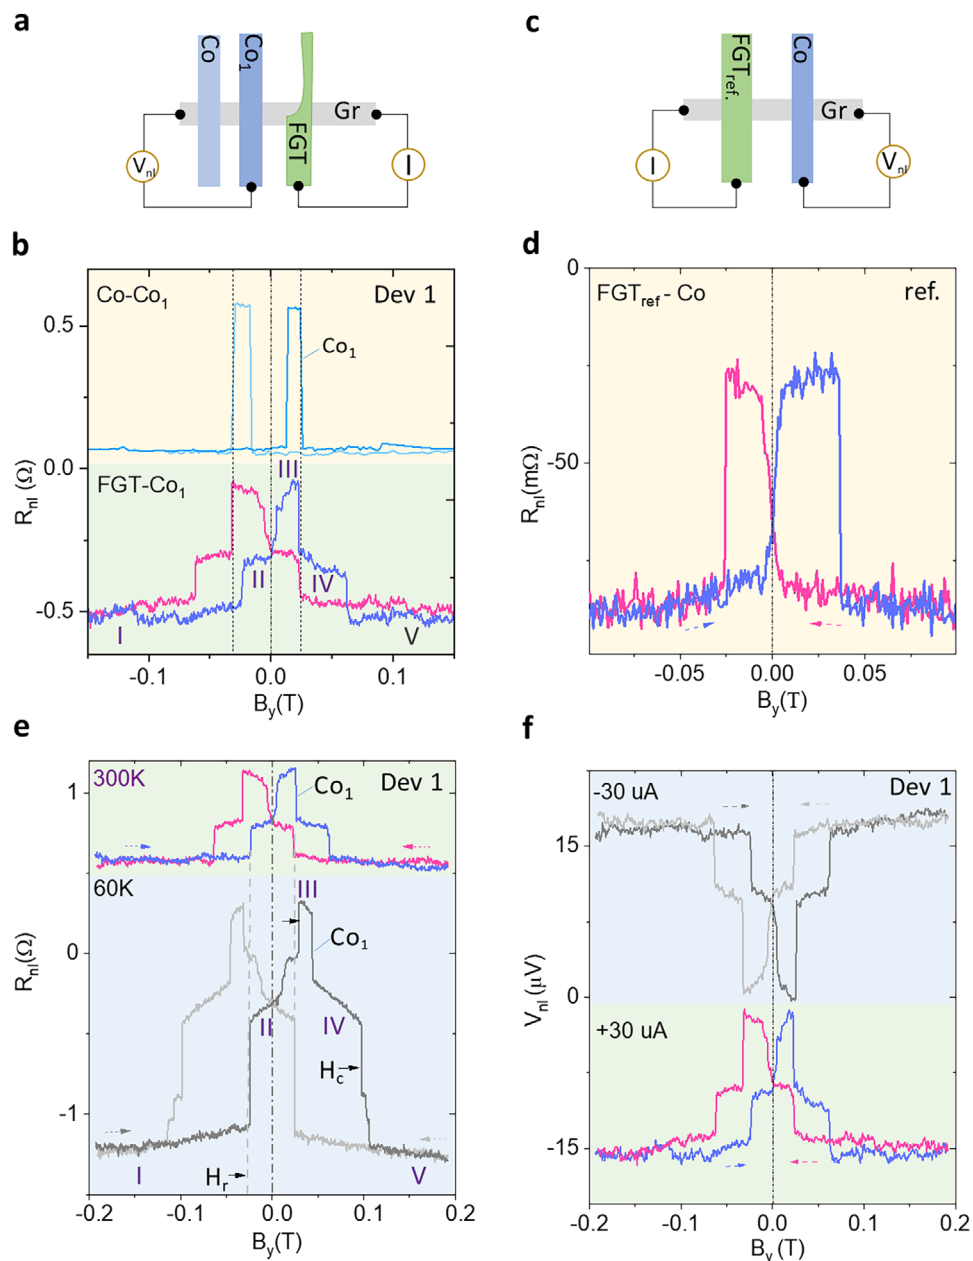 a
Co
Co1
FGT
Gr
Vnl
I
c
FGTref.
Co
Gr
I
Vnl
b
Co-Co1
Dev 1
Co1
0.5
0.0
-0.5
Rnl (Ω)
FGT-Co1
I
II
III
IV
V
-0.1
0.0
0.1
By(T)
d
FGTref - Co
ref.
0
-50
Rnl(mΩ)
-0.05
0.00
0.05
By(T)
e
300K
Dev 1
Co1
60K
1
0
-1
Rnl(Ω)
III
Co1
II
IV
Hc
I
Hr
V
-0.2
-0.1
0.0
0.1
0.2
By(T)
f
-30 uA
Dev 1
15
0
-15
Vnl (μV)
+30 uA
-0.2
-0.1
0.0
0.1
0.2
By(T)